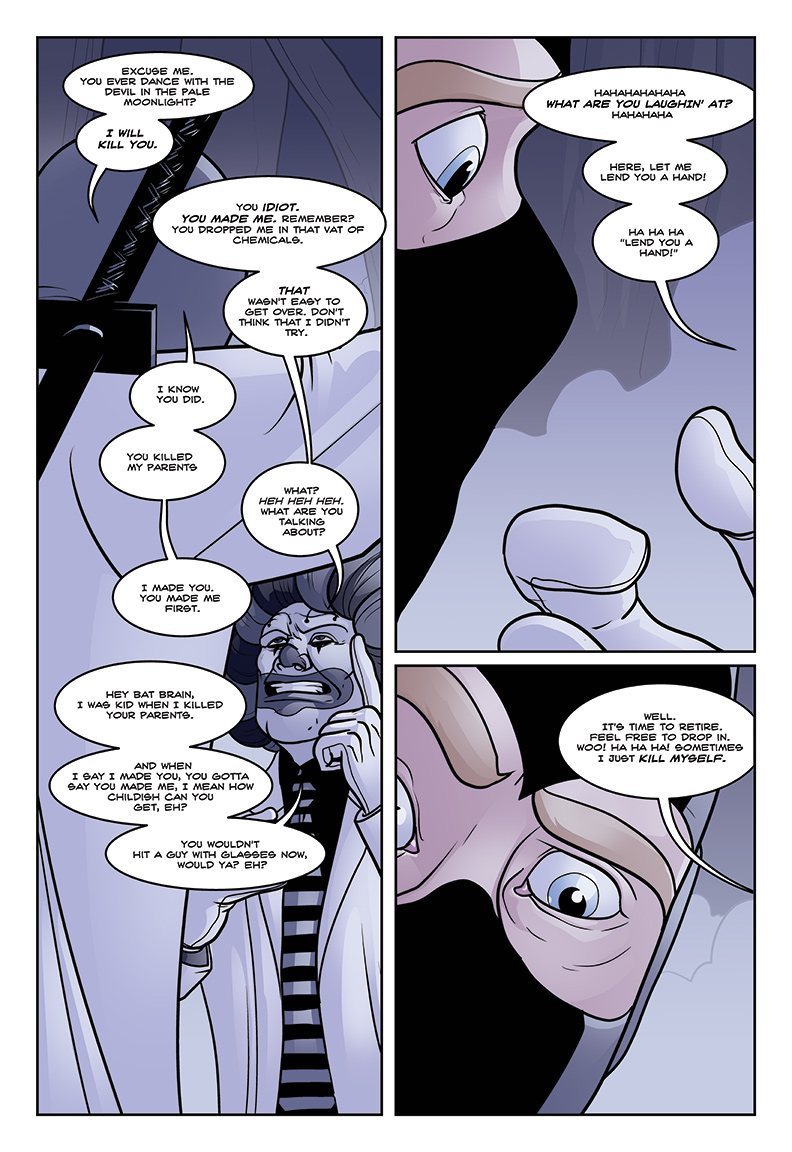 EXCUSE ME.
YOU EVER DANCE WITH THE
DEVIL IN THE PALE
MOONLIGHT?
I WILL
KILL YOU.
YOU IDIOT.
YOU MADE ME. REMEMBER?
YOU DROPPED ME IN THAT VAT OF
CHEMICALS.
THAT
WASN'T EASY TO
GET OVER. DON'T
THINK THAT I DIDN'T
TRY.
I KNOW
YOU DID.
YOU KILLED
MY PARENTS
WHAT?
HEH HEH HEH.
WHAT ARE YOU
TALKING
ABOUT?
I MADE YOU.
YOU MADE ME
FIRST.
HEY BAT BRAIN,
I WAS KID WHEN I KILLED
YOUR PARENTS.
AND WHEN
I SAY I MADE YOU, YOU GOTTA
SAY YOU MADE ME, I MEAN HOW
CHILDISH CAN YOU
GET, EH?
YOU WOULDN'T
HIT A GUY WITH GLASSES NOW,
WOULD YA? EH?
HAHAHAHAHAHA
WHAT ARE YOU LAUGHIN' AT?
HAHAHAHA
HERE, LET ME
LEND YOU A HAND!
HA HA HA
"LEND YOU A
HAND!"
WELL.
IT'S TIME TO RETIRE.
FEEL FREE TO DROP IN.
WOO! HA HA HA! SOMETIMES
I JUST KILL MYSELF.